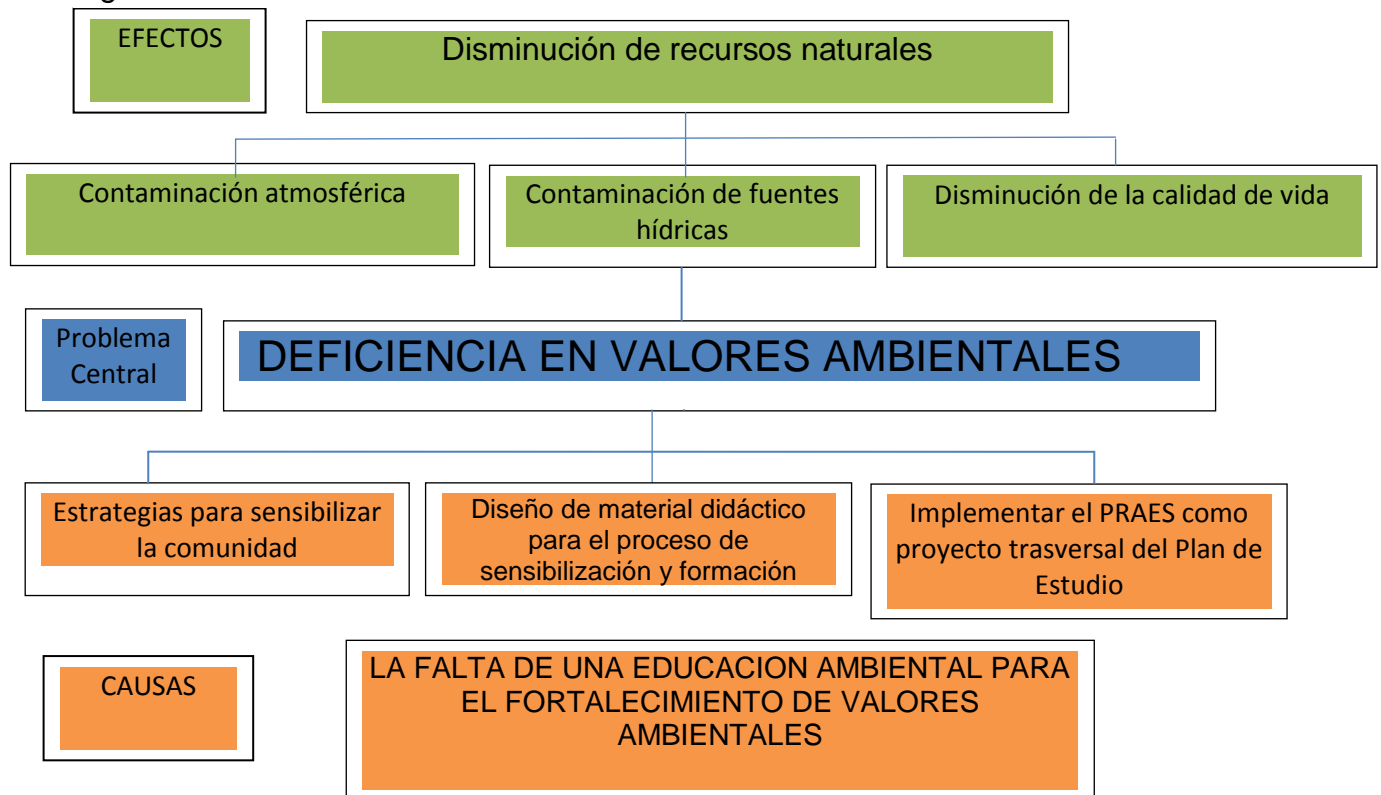 EFECTOS
Disminución de recursos naturales
Contaminación atmosférica
Contaminación de fuentes
hídricas
Disminución de la calidad de vida
Problema
Central
DEFICIENCIA EN VALORES AMBIENTALES
Estrategias para sensibilizar
la comunidad
Diseño de material didáctico
para el proceso de
sensibilización y formación
Implementar el PRAES como
proyecto trasversal del Plan de
Estudio
CAUSAS
LA FALTA DE UNA EDUCACION AMBIENTAL PARA
EL FORTALECIMIENTO DE VALORES
AMBIENTALES